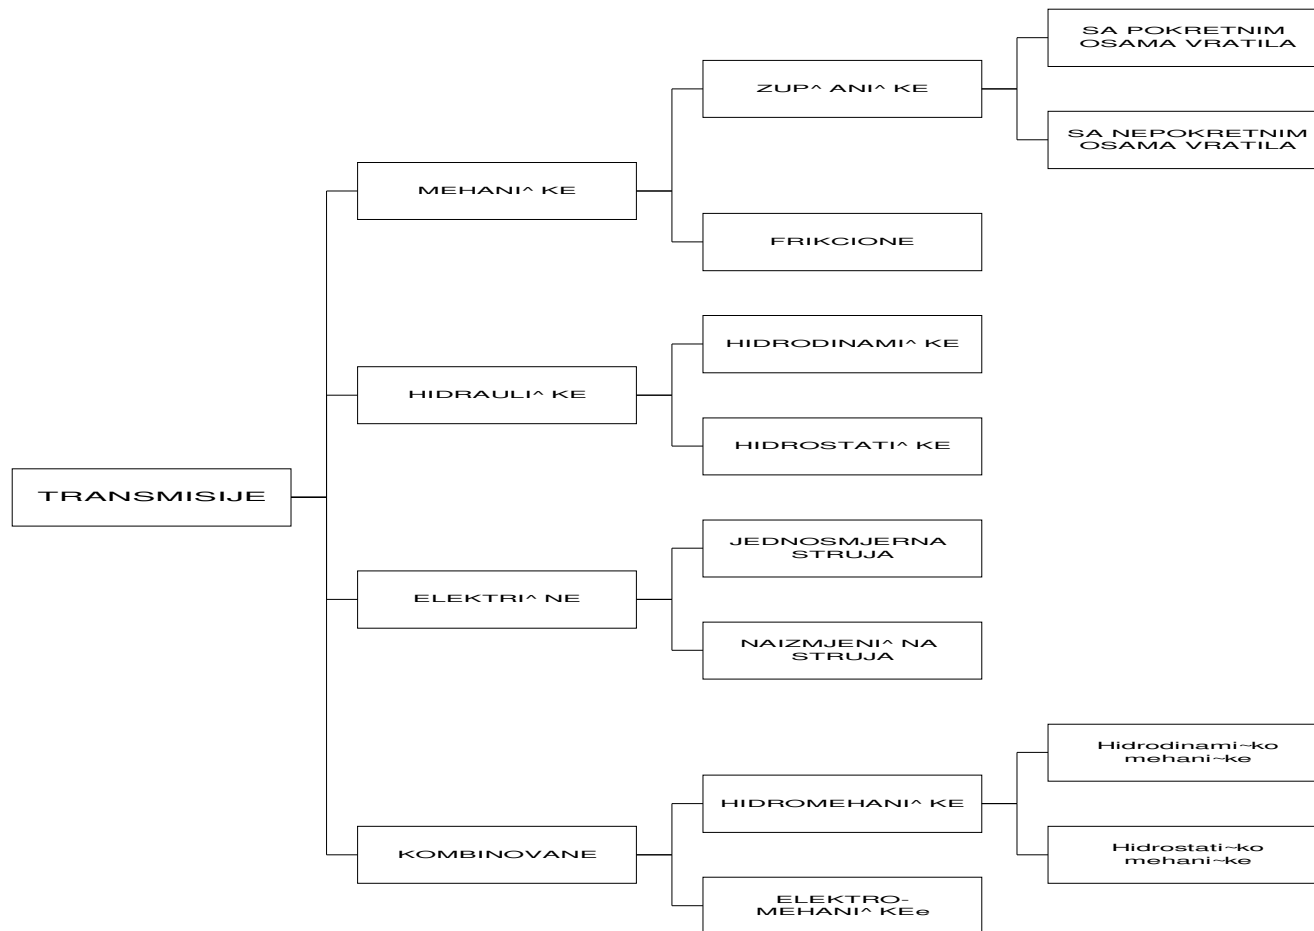 TRANSMISIJE
MEHANI^ KE
ZUP^ ANI^ KE
SA POKRETNIM
OSAMA VRATILA
SA NEPOKRETNIM
OSAMA VRATILA
FRIKCIONE
HIDRAULI^ KE
HIDRODINAMI^ KE
HIDROSTATI^ KE
ELEKTRI^ NE
JEDNOSMJERNA
STRUJA
NAIZMJENI^ NA
STRUJA
KOMBINOVANE
HIDROMEHANI^ KE
Hidrodinami~ko
mehani~ke
Hidrostati~ko
mehani~ke
ELEKTRO-
MEHANI^ KEe